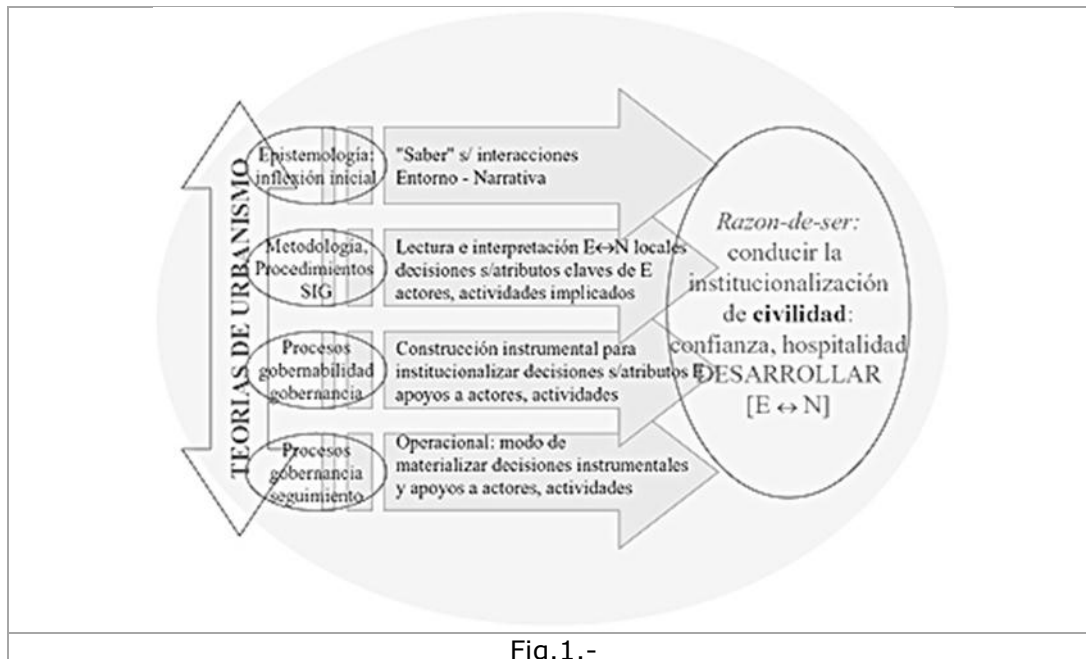 TEORIAS DE URBANISMO
Epistemología:
inflexión inicial
"Saber" s/ interacciones
Entorno - Narrativa
Metodología,
Procedimientos
SIG
Lectura e interpretación E↔N locales
decisiones s/atributos claves de E
actores, actividades implicados
Procesos
gobernabilidad
gobernancia
Construcción instrumental para
institucionalizar decisiones s/atributos E
apoyos a actores, actividades
Procesos
gobernancia
seguimiento
Operacional: modo de
materializar decisiones instrumentales
y apoyos a actores, actividades
Razon-de-ser:
conducir la
institucionalización
de civilidad:
confianza, hospitalidad
DESARROLLAR
[E ↔ N]
Fig.1.-